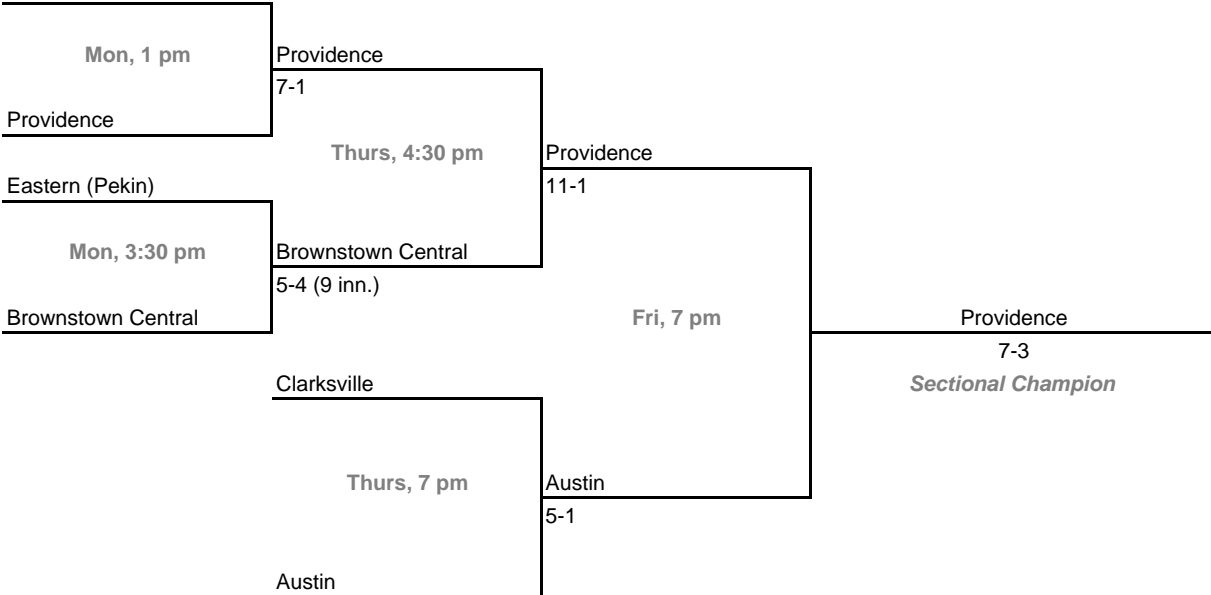 Mon, 1 pm
Providence
7-1
Providence
Thurs, 4:30 pm
Providence
Eastern (Pekin)
11-1
Mon, 3:30 pm
Brownstown Central
5-4 (9 inn.)
Brownstown Central
Fri, 7 pm
Providence
7-3
Clarksville
Sectional Champion
Thurs, 7 pm
Austin
5-1
Austin